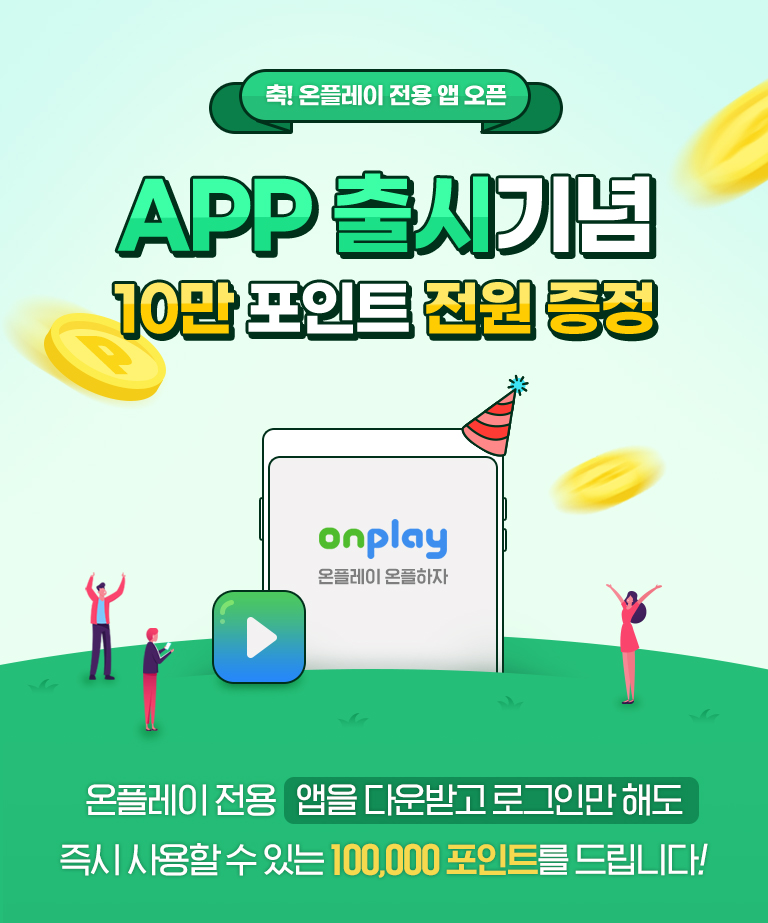 축! 온플레이 전용 앱 오픈
APP 출시기념
10만 포인트 전원 증정
P
onplay
온플레이 온플하자
온플레이 전용 앱을 다운받고 로그인만 해도
즉시 사용할 수 있는 100,000 포인트를 드립니다!